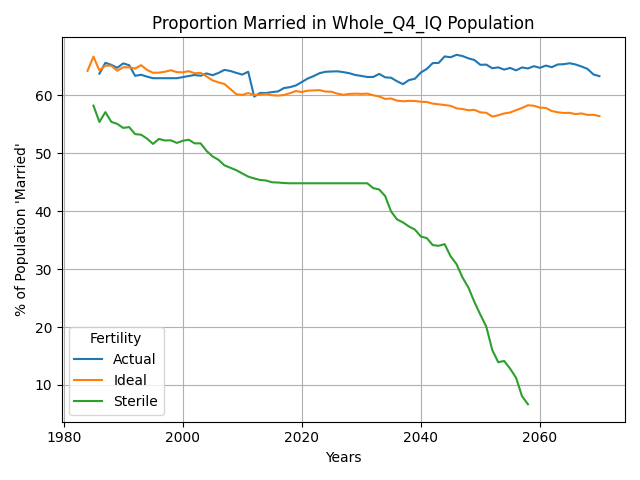 Proportion Married in Whole_Q4_IQ Population
% of Population 'Married'
60
50
40
30
20
10
Fertility
Actual
Ideal
Sterile
1980
2000
2020
2040
2060
Years